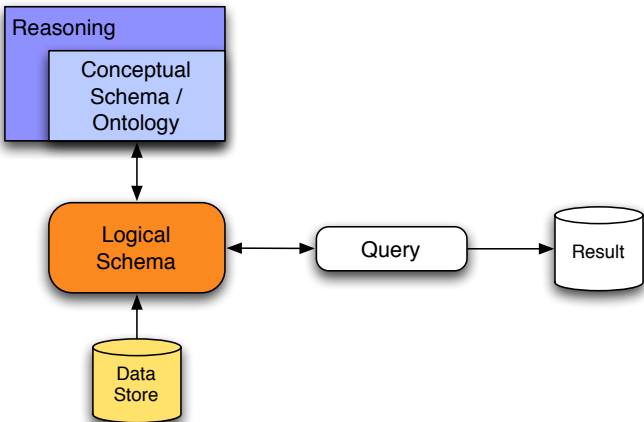 Reasoning
Conceptual
Schema /
Ontology
Logical
Schema
Query
Result
Data
Store